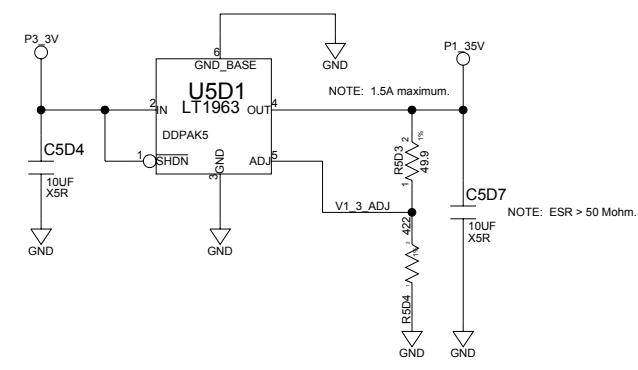 P3_3V
P1_35V
6
GND_BASE
GND
U5D1
LT1963
NOTE: 1.5A maximum.
2
IN
OUT
4
DDPAK5
1
SHDN
3
GND
ADJ
5
C5D4
10UF
X5R
GND
GND
2
1%
R5D3
49.9
1
V1_3_ADJ
422
2
1%
R5D4
1
C5D7
10UF
X5R
NOTE: ESR > 50 Mohm.
GND
GND